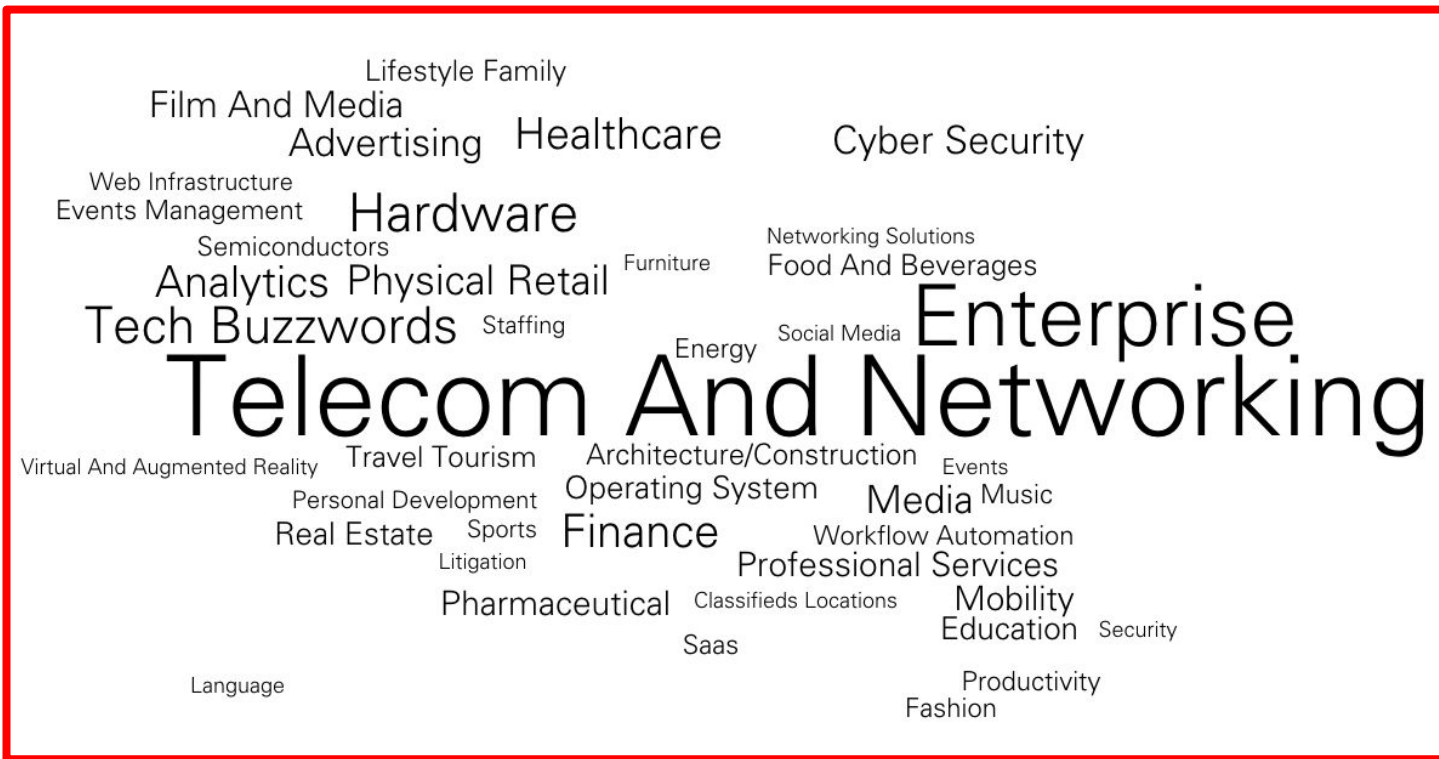 Lifestyle Family
Film And Media
Advertising
Healthcare
Cyber Security
Web Infrastructure
Events Management
Hardware
Semiconductors
Networking Solutions
Furniture
Food And Beverages
Analytics
Physical Retail
Tech Buzzwords
Staffing
Social Media
Enterprise
Energy
Telecom And Networking
Virtual And Augmented Reality
Travel Tourism
Architecture/Construction
Events
Personal Development
Operating System
Media
Music
Real Estate
Sports
Finance
Workflow Automation
Litigation
Professional Services
Pharmaceutical
Classifieds Locations
Mobility
Education
Security
Saas
Language
Productivity
Fashion